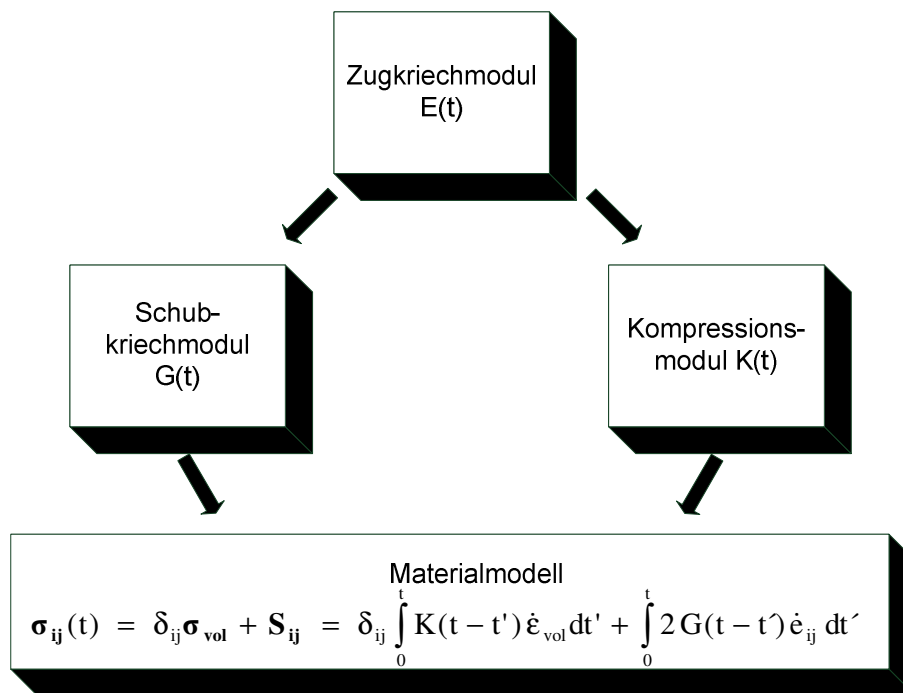 Zugkriechmodul
E(t)
Schub-
kriechmodul
G(t)
Kompressions-
modul K(t)
Materialmodell
σij(t) = δijσvol + Sij = δij ∫₀ᵗ K(t − t') ε̇vol dt' + ∫₀ᵗ 2 G(t − t´) ėij dt´